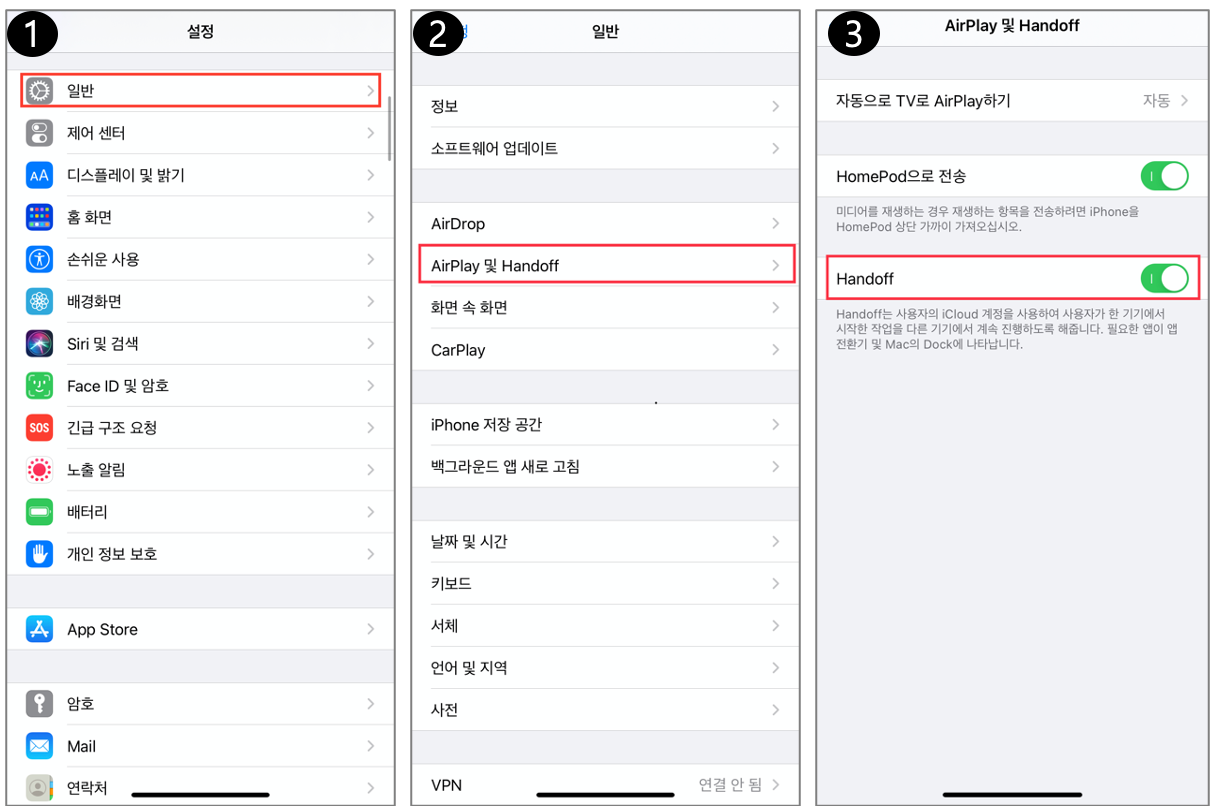 1
설정
일반
제어 센터
AA
디스플레이 및 밝기
홈 화면
손쉬운 사용
배경화면
Siri 및 검색
Face ID 및 암호
SOS
긴급 구조 요청
노출 알림
배터리
개인 정보 보호
App Store
암호
Mail
연락처
2
일반
정보
소프트웨어 업데이트
AirDrop
AirPlay 및 Handoff
화면 속 화면
CarPlay
iPhone 저장 공간
백그라운드 앱 새로 고침
날짜 및 시간
키보드
서체
언어 및 지역
사전
VPN 연결 안 됨
3
AirPlay 및 Handoff
자동으로 TV로 AirPlay하기 자동
HomePod으로 전송
미디어를 재생하는 경우 재생하는 항목을 전송하려면 iPhone을
HomePod 상단 가까이 가져오십시오.
Handoff
Handoff는 사용자의 iCloud 계정을 사용하여 사용자가 한 기기에서
시작한 작업을 다른 기기에서 계속 진행하도록 해줍니다. 필요한 앱이 앱
전환기 및 Mac의 Dock에 나타납니다.